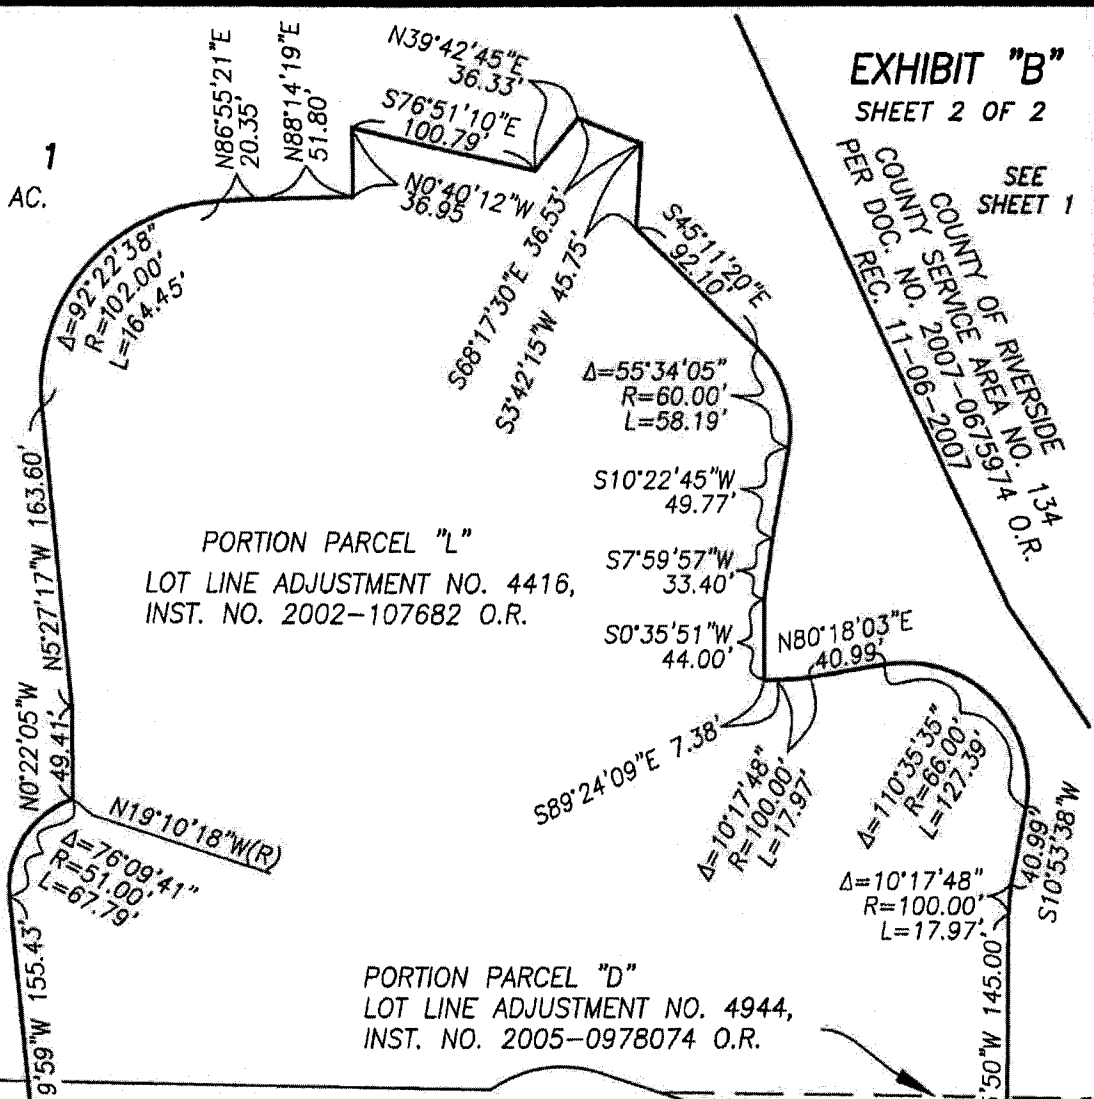 EXHIBIT "B"
SHEET 2 OF 2
SEE
SHEET 1
1
AC.
N86°55'21"E
20.35'
N88°14'19"E
51.80'
N39°42'45"E
36.33'
S76°51'10"E
100.79'
N0°40'12"W
36.95
S68°17'30"E 36.53'
S3°42'15"W 45.75'
S45°11'20"E
92.10'
COUNTY OF RIVERSIDE
COUNTY SERVICE AREA NO. 134
PER DOC. NO. 2007-0675974 O.R.
REC. 11-06-2007
Δ=92°22'38"
R=102.00'
L=164.45'
Δ=55°34'05"
R=60.00'
L=58.19'
S10°22'45"W
49.77'
S7°59'57"W
33.40'
S0°35'51"W
44.00'
N80°18'03"E
40.99'
N5°27'17"W 163.60'
PORTION PARCEL "L"
LOT LINE ADJUSTMENT NO. 4416,
INST. NO. 2002-107682 O.R.
N0°22'05"W
49.41'
N19°10'18"W(R)
Δ=76°09'41"
R=51.00'
L=67.79'
S89°24'09"E 7.38'
Δ=10°17'48"
R=100.00'
L=17.97'
Δ=110°35'35"
R=66.00'
L=127.39'
40.99'
S10°53'38"W
Δ=10°17'48"
R=100.00'
L=17.97'
9'59"W 155.43'
PORTION PARCEL "D"
LOT LINE ADJUSTMENT NO. 4944,
INST. NO. 2005-0978074 O.R.
'50"W 145.00'